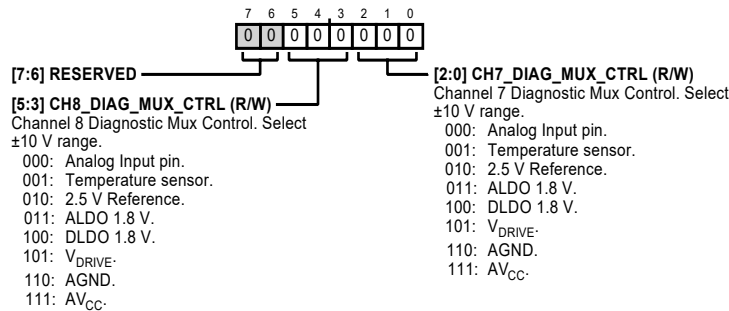 7 6 5 4 3 2 1 0
0 0 0 0 0 0 0 0
[7:6] RESERVED
[5:3] CH8_DIAG_MUX_CTRL (R/W)
Channel 8 Diagnostic Mux Control. Select
±10 V range.
000: Analog Input pin.
001: Temperature sensor.
010: 2.5 V Reference.
011: ALDO 1.8 V.
100: DLDO 1.8 V.
101: VDRIVE.
110: AGND.
111: AVCC.
[2:0] CH7_DIAG_MUX_CTRL (R/W)
Channel 7 Diagnostic Mux Control. Select
±10 V range.
000: Analog Input pin.
001: Temperature sensor.
010: 2.5 V Reference.
011: ALDO 1.8 V.
100: DLDO 1.8 V.
101: VDRIVE.
110: AGND.
111: AVCC.